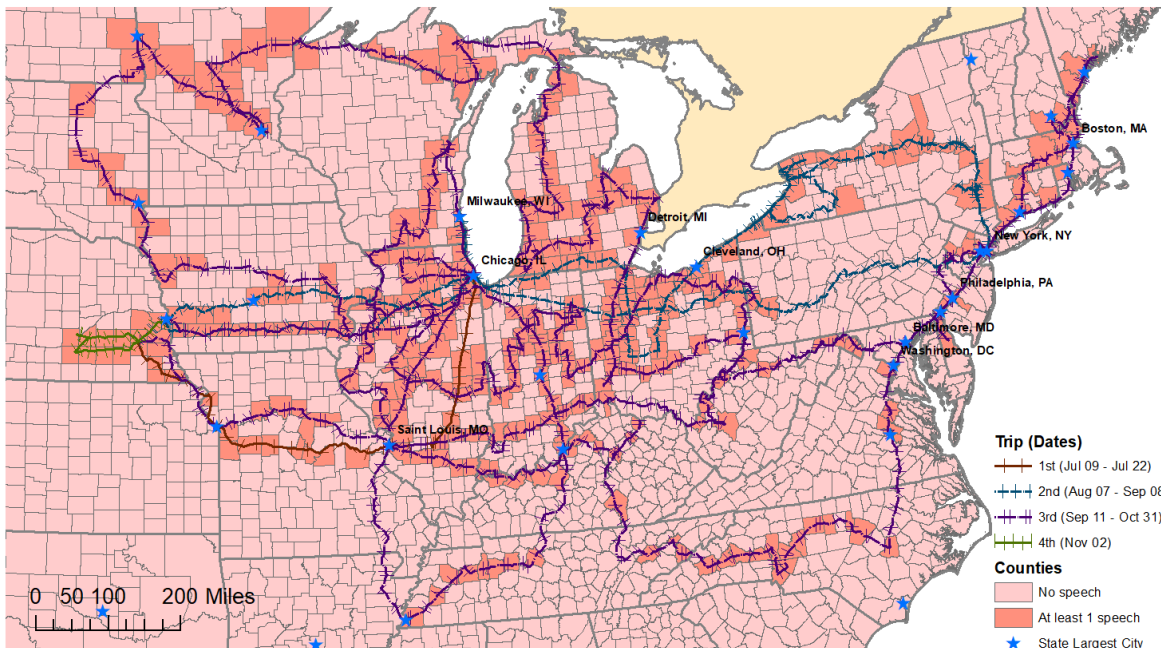 Boston, MA
Milwaukee, WI
Detroit, MI
New York, NY
Cleveland, OH
Chicago, IL
Philadelphia, PA
Baltimore, MD
Washington, DC
Saint Louis, MO
Trip (Dates)
1st (Jul 09 - Jul 22)
2nd (Aug 07 - Sep 08
3rd (Sep 11 - Oct 31)
4th (Nov 02)
Counties
No speech
At least 1 speech
State Largest City
0 50 100 200 Miles